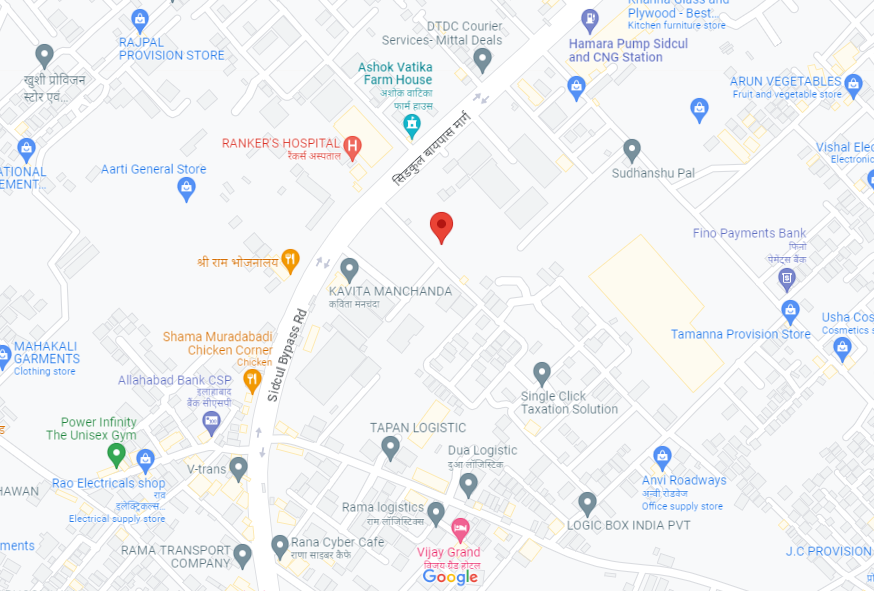 Khanna Glass and
Plywood - Best...
Kitchen furniture store
DTDC Courier
Services- Mittal Deals
RAJPAL
PROVISION STORE
Hamara Pump Sidcul
and CNG Station
Ashok Vatika
Farm House
अशोक वाटिका
फार्म हाउस
खुशी प्रोविजन
स्टोर एवं...
ARUN VEGETABLES
Fruit and vegetable store
RANKER'S HOSPITAL
रैंकर्स अस्पताल
सिडकुल बायपास मार्ग
Vishal Elec
Electronic
Aarti General Store
Sudhanshu Pal
EMENT...
Fino Payments Bank
फिनो
पेमेंट्स बैंक
श्री राम भोजनालय
KAVITA MANCHANDA
कविता मनचंदा
Sidcul Bypass Rd
Usha Cos
Cosmetics s
Shama Muradabadi
Chicken Corner
Chicken
Tamanna Provision Store
MAHAKALI
GARMENTS
Clothing store
Allahabad Bank CSP
इलाहाबाद
बैंक सीएसपी
Single Click
Taxation Solution
Power Infinity
The Unisex Gym
TAPAN LOGISTIC
Dua Logistic
दुआ लॉजिस्टिक
V-trans
Rao Electricals shop
राव
इलेक्ट्रिकल्स...
Electrical supply store
Anvi Roadways
अन्वी रोडवेज
Office supply store
HAWAN
Rama logistics
राम लॉजिस्टिक्स
LOGIC BOX INDIA PVT
ments
RAMA TRANSPORT
COMPANY
Rana Cyber Cafe
राणा साइबर कैफे
Vijay Grand
विजय ग्रैंड होटल
J.C PROVISION
Google